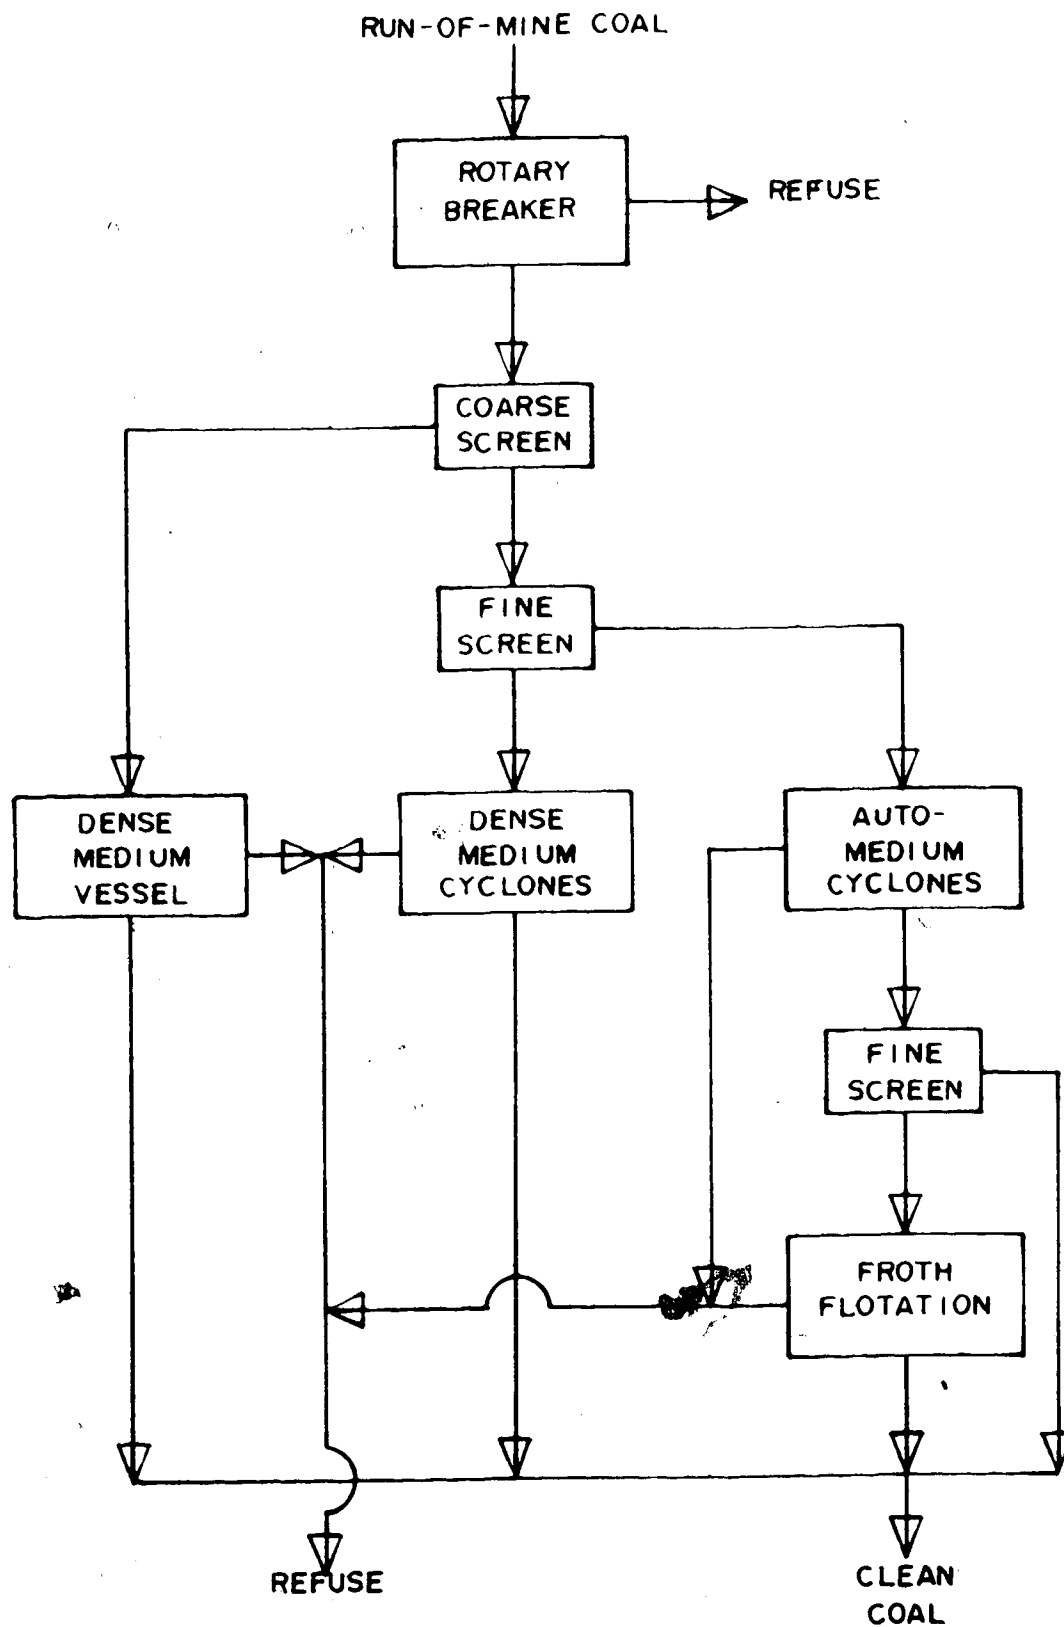 RUN-OF-MINE COAL
ROTARY
BREAKER
REFUSE
COARSE
SCREEN
FINE
SCREEN
DENSE
MEDIUM
VESSEL
DENSE
MEDIUM
CYCLONES
AUTO-
MEDIUM
CYCLONES
FINE
SCREEN
FROTH
FLOTATION
REFUSE
CLEAN
COAL